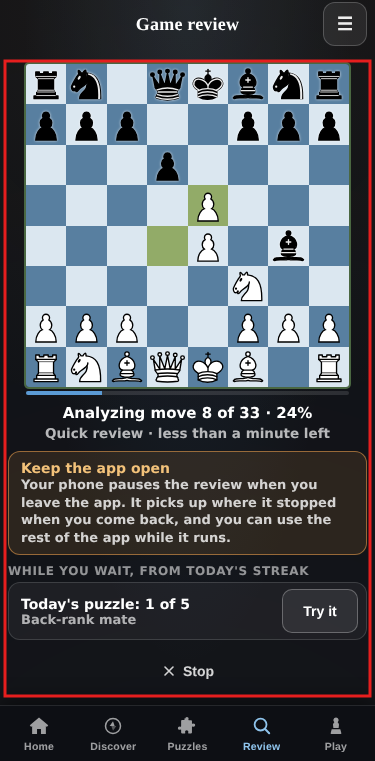 Game review
Analyzing move 8 of 33 · 24%
Quick review · less than a minute left
Keep the app open
Your phone pauses the review when you
leave the app. It picks up where it stopped
when you come back, and you can use the
rest of the app while it runs.
WHILE YOU WAIT, FROM TODAY'S STREAK
Today's puzzle: 1 of 5
Back-rank mate
Try it
Stop
Home
Discover
Puzzles
Review
Play